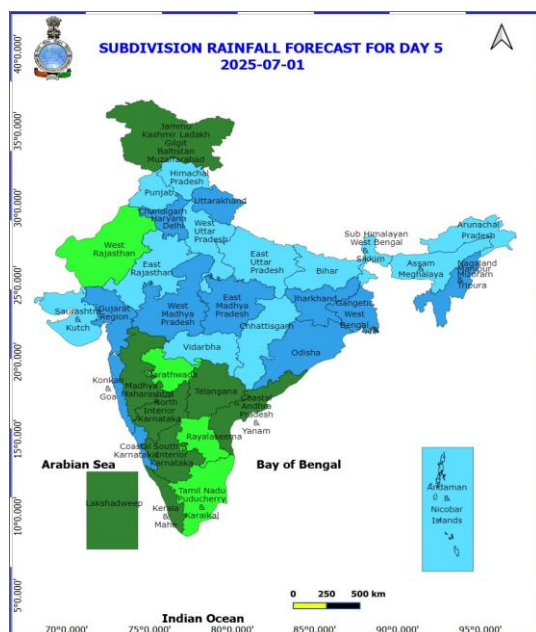 SUBDIVISION RAINFALL FORECAST FOR DAY 5
2025-07-01
40°0.000'
35°0.000'
30°0.000'
25°0.000'
20°0.000'
15°0.000'
10°0.000'
5°0.000'
Jammu
Kashmir Ladakh
Gilgit
Baltistan
Muzaffarabad
Himachal
Pradesh
Punjab
Uttarakhand
Chandigarh
Haryana
Delhi
West
Uttar
Pradesh
West
Rajasthan
East
Rajasthan
East
Uttar
Pradesh
Bihar
Sub Himalayan
West Bengal
&
Sikkim
Arunachal
Pradesh
Assam
&
Meghalaya
Nagaland
Manipur
Mizoram
&
Tripura
Saurashtra
&
Kutch
Gujarat
Region
West
Madhya
Pradesh
East
Madhya
Pradesh
Jharkhand
Gangetic
West
Bengal
Chhattisgarh
Vidarbha
Odisha
Konkan
&
Goa
Madhya
Maharashtra
Marathwada
Telangana
North
Interior
Karnataka
Coastal
Andhra
Pradesh
&
Yanam
Rayalaseema
Coastal
Karnataka
South
Interior
Karnataka
Arabian Sea
Bay of Bengal
Lakshadweep
Kerala
&
Mahe
Tamil Nadu
Puducherry
&
Karaikal
Andaman
&
Nicobar
Islands
0 250 500 km
Indian Ocean
70°0.000' 75°0.000' 80°0.000' 85°0.000' 90°0.000' 95°0.000'